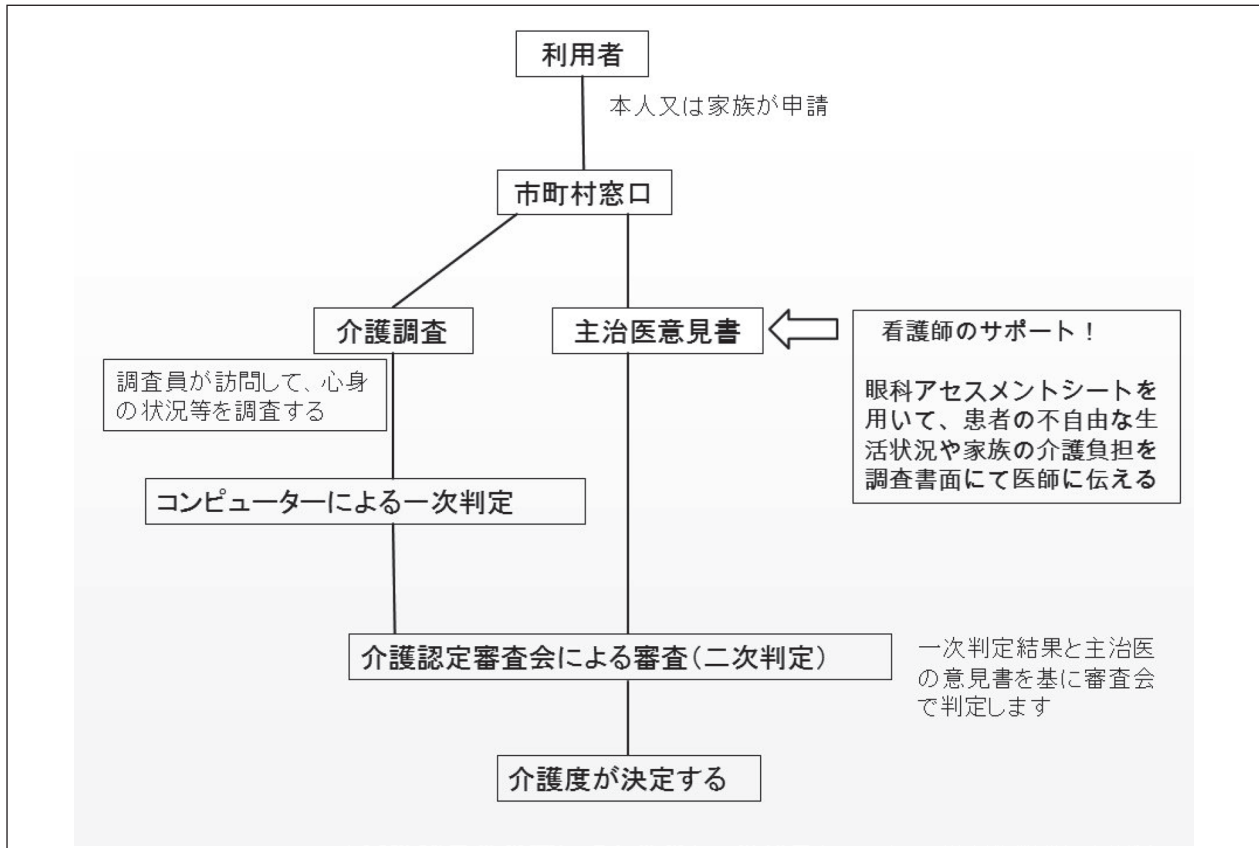 利用者
本人又は家族が申請
市町村窓口
介護調査
主治医意見書
看護師のサポート！
眼科アセスメントシートを
用いて、患者の不自由な生
活状況や家族の介護負担を
調査書面にて医師に伝える
調査員が訪問して、心身
の状況等を調査する
コンピューターによる一次判定
介護認定審査会による審査（二次判定）
一次判定結果と主治医
の意見書を基に審査会
で判定します
介護度が決定する